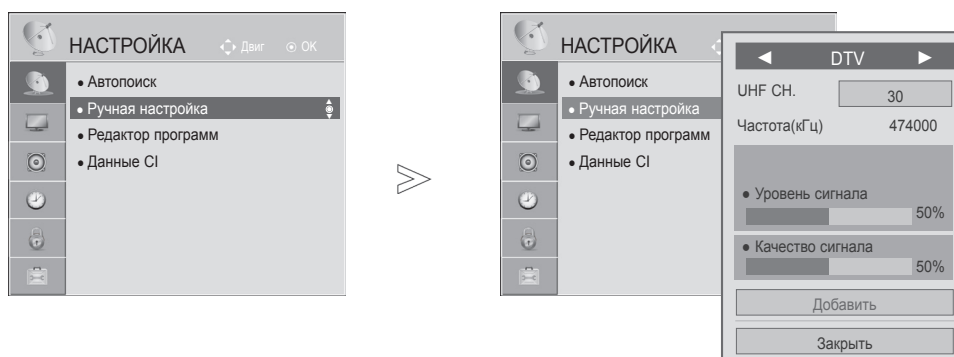 НАСТРОЙКА Двиг OK
• Автопоиск
• Ручная настройка
• Редактор программ
• Данные CI
НАСТРОЙКА
• Автопоиск
• Ручная настройка
• Редактор программ
• Данные CI
◄ DTV ►
UHF CH. 30
Частота(кГц) 474000
• Уровень сигнала
50%
• Качество сигнала
50%
Добавить
Закрыть